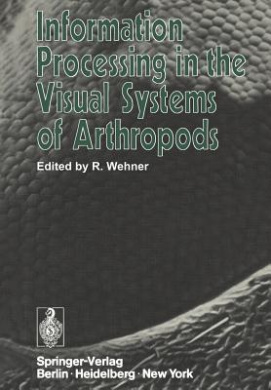 Information
Processing in the
Visual Systems
of Arthropods
Edited by R. Wehner
Springer-Verlag
Berlin · Heidelberg · New York